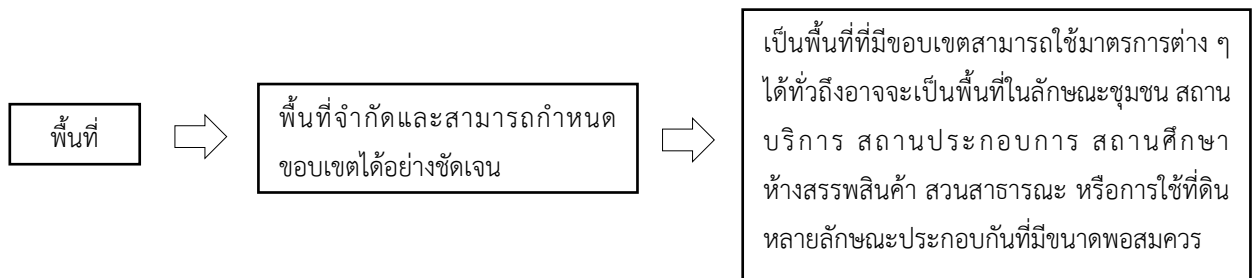 พื้นที่
พื้นที่จำกัดและสามารถกำหนด
ขอบเขตได้อย่างชัดเจน
เป็นพื้นที่ที่มีขอบเขตสามารถใช้มาตรการต่าง ๆ
ได้ทั่วถึงอาจจะเป็นพื้นที่ในลักษณะชุมชน สถาน
บริการ สถานประกอบการ สถานศึกษา
ห้างสรรพสินค้า สวนสาธารณะ หรือการใช้ที่ดิน
หลายลักษณะประกอบกันที่มีขนาดพอสมควร